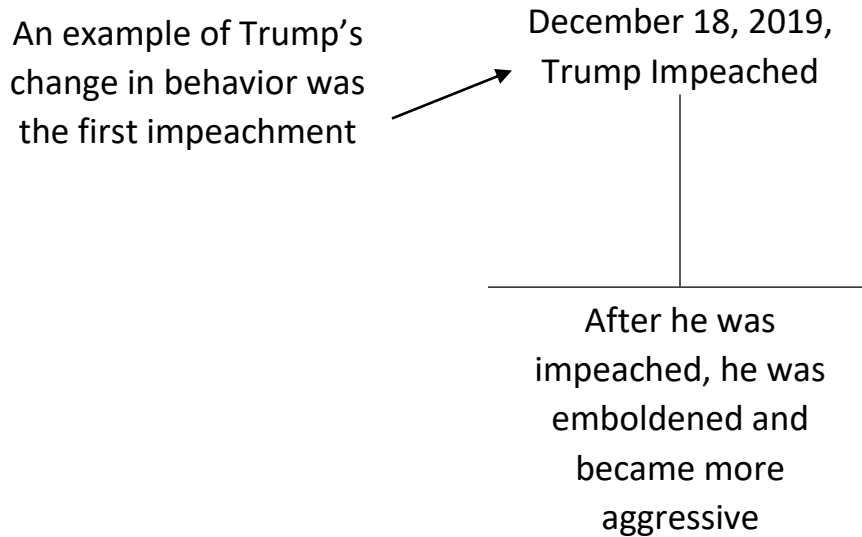 An example of Trump’s
change in behavior was
the first impeachment
December 18, 2019,
Trump Impeached
After he was
impeached, he was
emboldened and
became more
aggressive